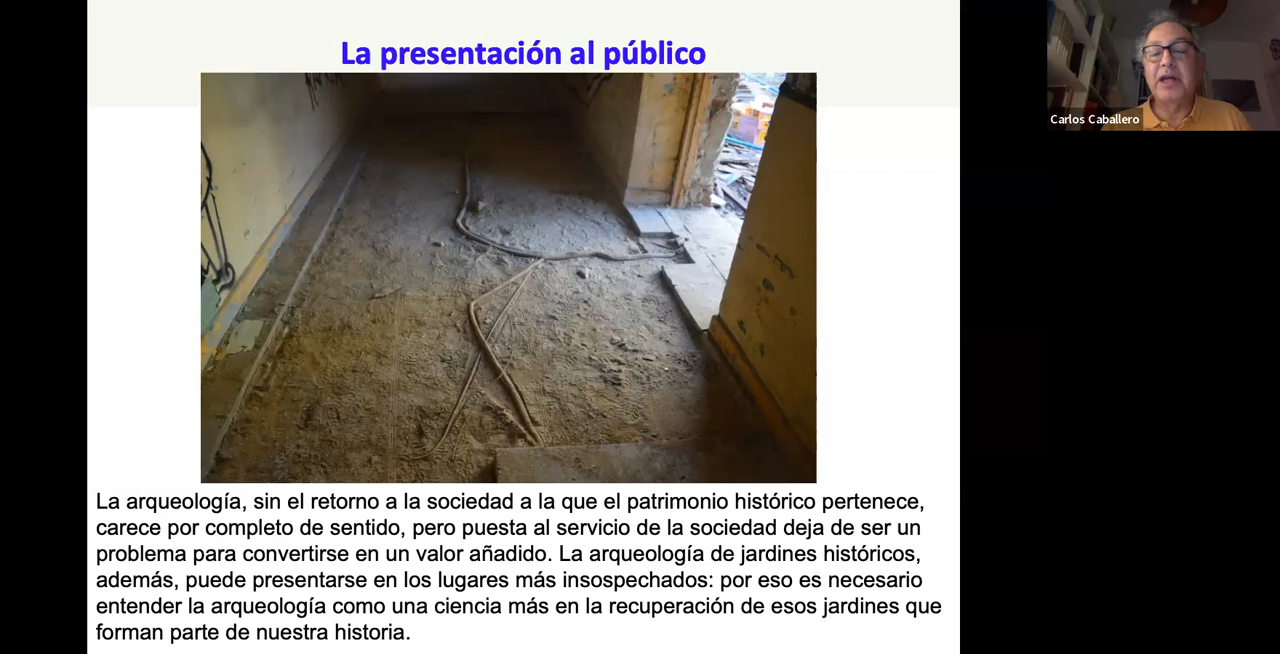 La presentación al público
Carlos Caballero
La arqueología, sin el retorno a la sociedad a la que el patrimonio histórico pertenece,
carece por completo de sentido, pero puesta al servicio de la sociedad deja de ser un
problema para convertirse en un valor añadido. La arqueología de jardines históricos,
además, puede presentarse en los lugares más insospechados: por eso es necesario
entender la arqueología como una ciencia más en la recuperación de esos jardines que
forman parte de nuestra historia.